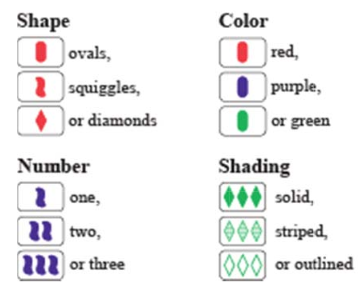 Shape
ovals,
squiggles,
or diamonds
Color
red,
purple,
or green
Number
one,
two,
or three
Shading
solid,
striped,
or outlined